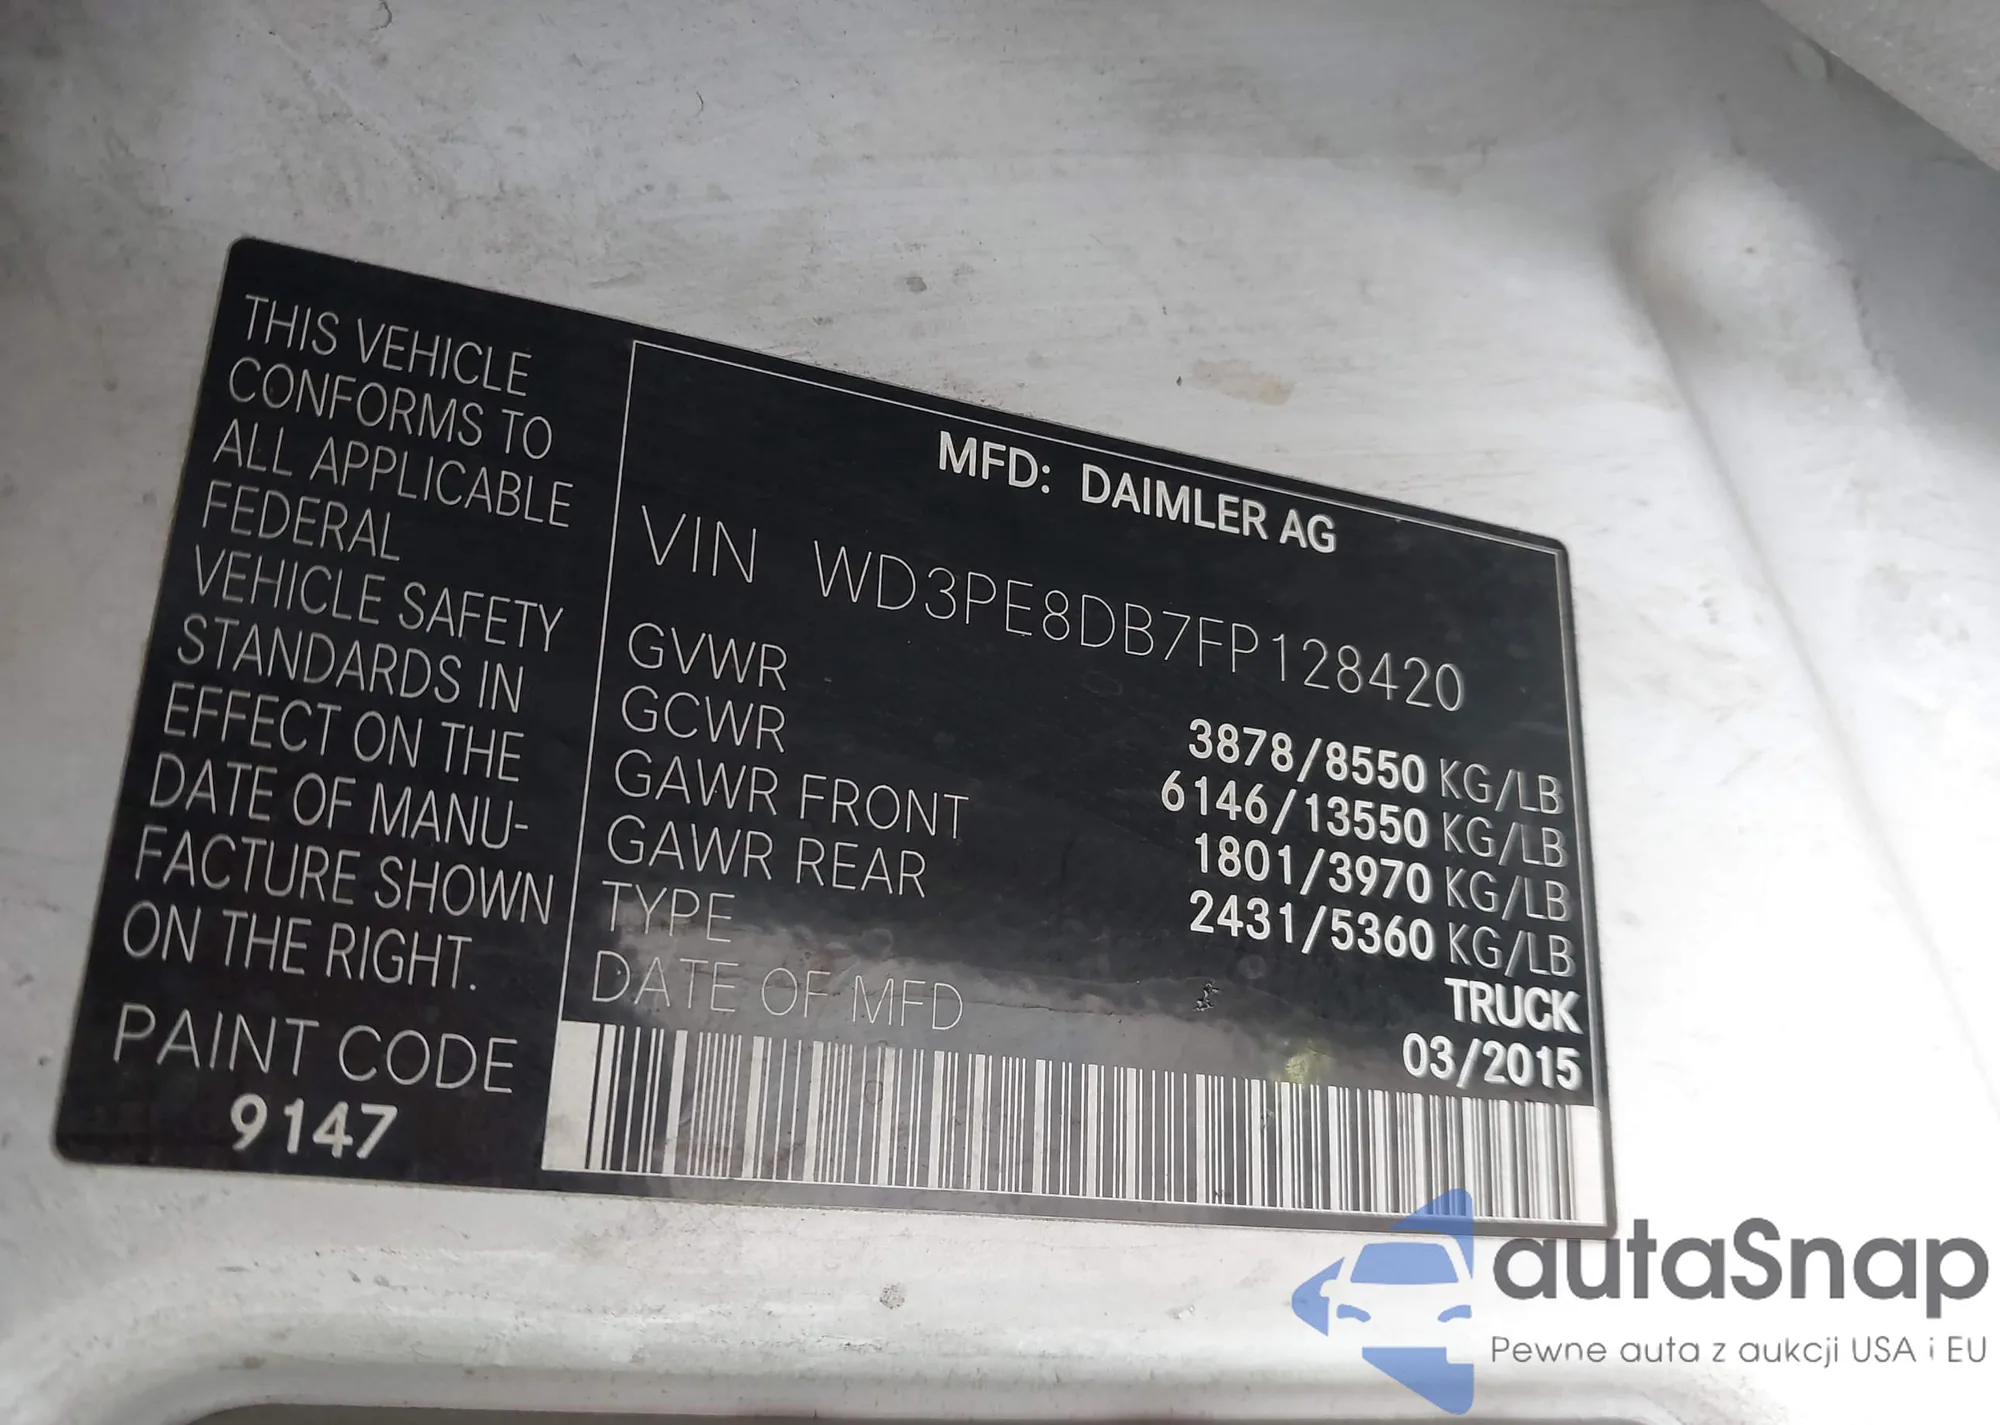 THIS VEHICLE
CONFORMS TO
ALL APPLICABLE
FEDERAL
VEHICLE SAFETY
STANDARDS IN
EFFECT ON THE
DATE OF MANU-
FACTURE SHOWN
ON THE RIGHT.
PAINT CODE
9147
MFD: DAIMLER AG
VIN WD3PE8DB7FP128420
GVWR 3878/8550 KG/LB
GCWR 6146/13550 KG/LB
GAWR FRONT 1801/3970 KG/LB
GAWR REAR 2431/5360 KG/LB
TYPE TRUCK
DATE OF MFD 03/2015
autaSnap
Pewne auta z aukcji USA i EU